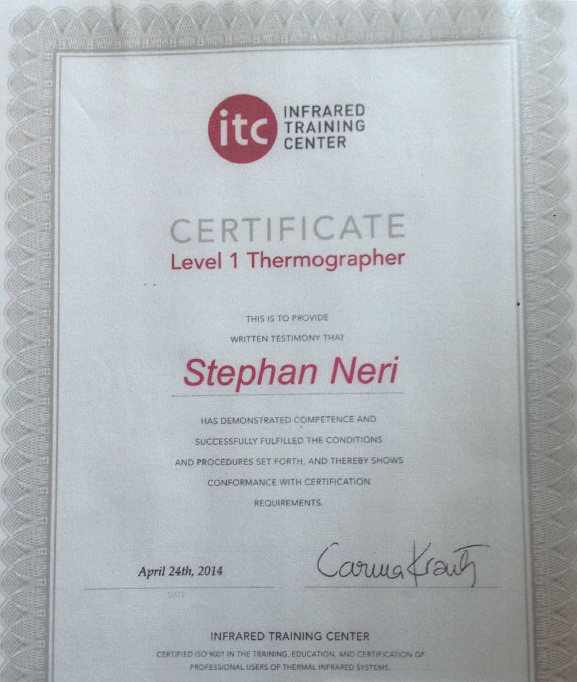 itc
INFRARED
TRAINING
CENTER
CERTIFICATE
Level 1 Thermographer
THIS IS TO PROVIDE
WRITTEN TESTIMONY THAT
Stephan Neri
HAS DEMONSTRATED COMPETENCE AND
SUCCESSFULLY FULFILLED THE CONDITIONS
AND PROCEDURES SET FORTH, AND THEREBY SHOWS
CONFORMANCE WITH CERTIFICATION
REQUIREMENTS.
April 24th, 2014
Carina
DATE
INFRARED TRAINING CENTER
CERTIFIED ISO 9001 IN THE TRAINING, EDUCATION, AND CERTIFICATION OF
PROFESSIONAL USERS OF THERMAL INFRARED SYSTEMS.